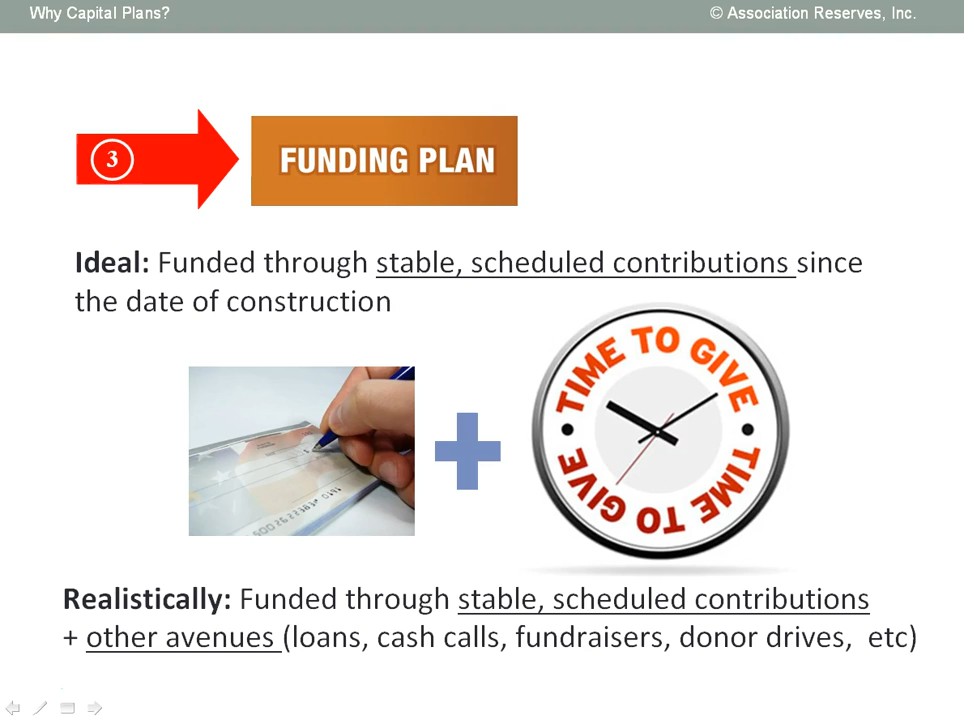 Why Capital Plans?
© Association Reserves, Inc.
3
FUNDING PLAN
Ideal: Funded through stable, scheduled contributions since
the date of construction
TIME TO GIVE
TIME TO GIVE
Realistically: Funded through stable, scheduled contributions
+ other avenues (loans, cash calls, fundraisers, donor drives, etc)